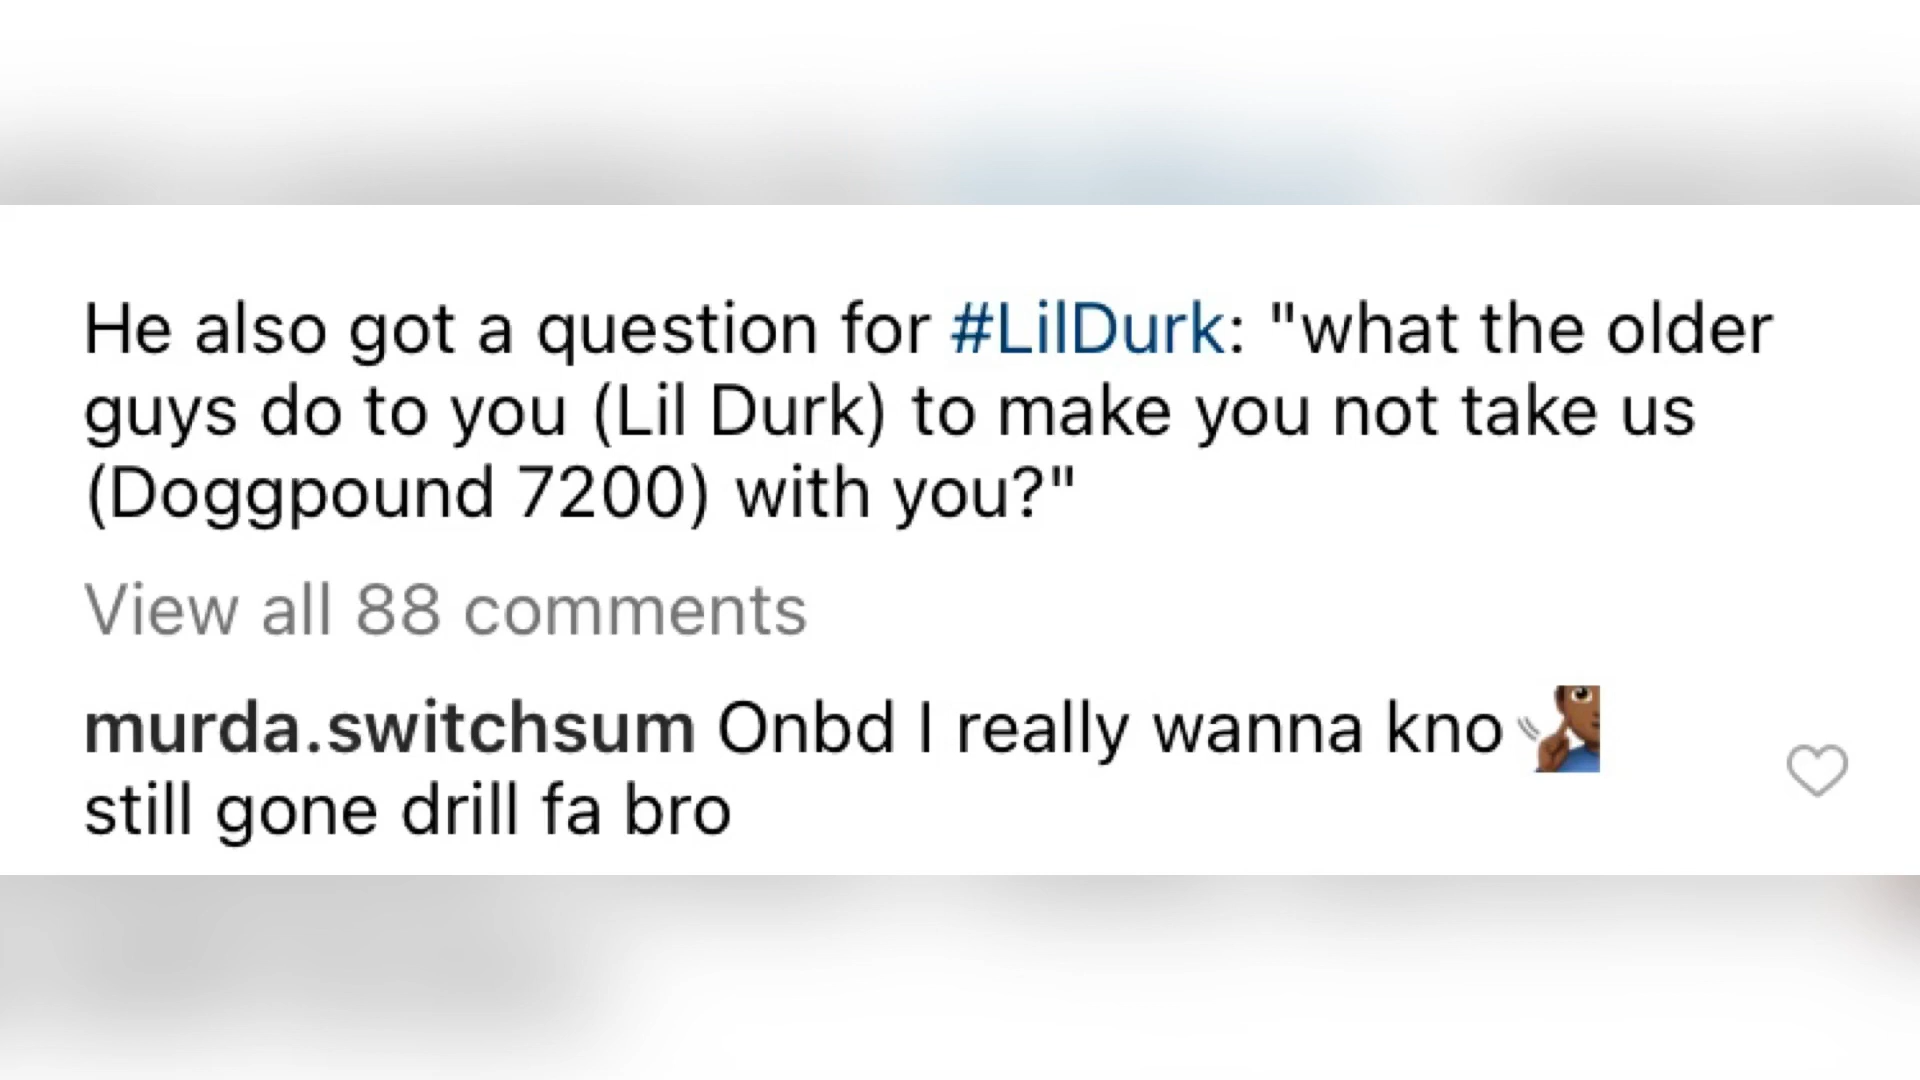 He also got a question for #LilDurk: "what the older
guys do to you (Lil Durk) to make you not take us
(Doggpound 7200) with you?"
View all 88 comments
murda.switchsum Onbd I really wanna kno
still gone drill fa bro